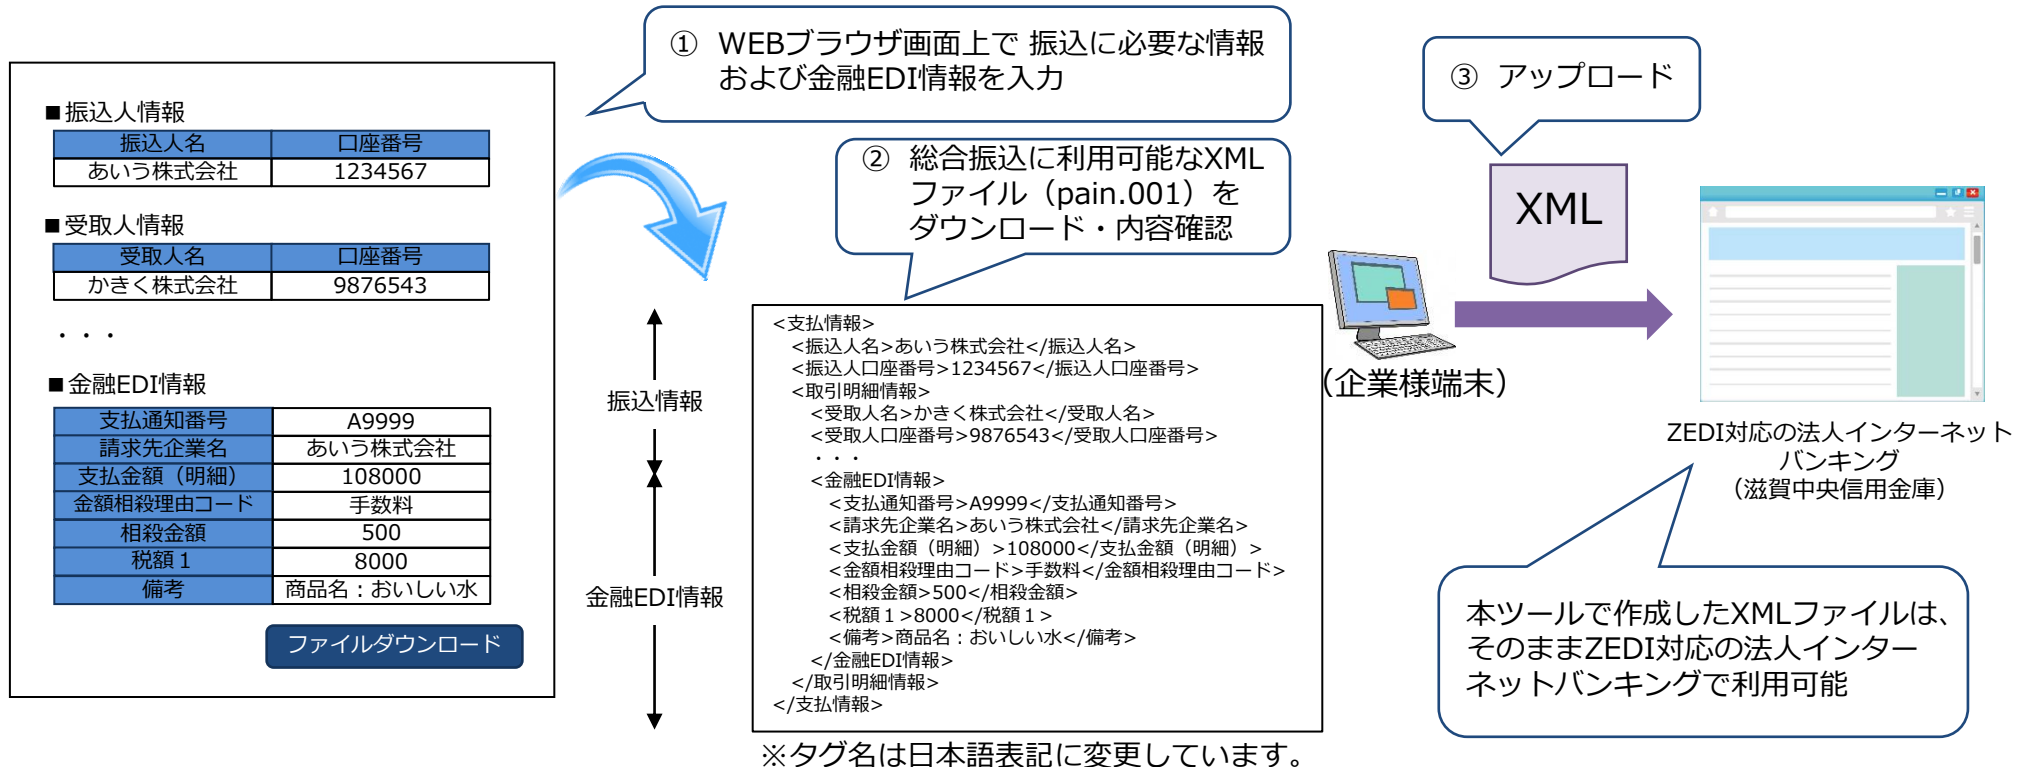 ① WEBブラウザ画面上で 振込に必要な情報
および金融EDI情報を入力
■振込人情報
振込人名 口座番号
あいう株式会社 1234567
■受取人情報
受取人名 口座番号
かきく株式会社 9876543
・・・
■金融EDI情報
支払通知番号 A9999
請求先企業名 あいう株式会社
支払金額（明細） 108000
金額相殺理由コード 手数料
相殺金額 500
税額１ 8000
備考 商品名：おいしい水
ファイルダウンロード
② 総合振込に利用可能なXML
ファイル（pain.001）を
ダウンロード・内容確認
振込情報
金融EDI情報
<支払情報>
<振込人名>あいう株式会社</振込人名>
<振込人口座番号>1234567</振込人口座番号>
<取引明細情報>
<受取人名>かきく株式会社</受取人名>
<受取人口座番号>9876543</受取人口座番号>
・・・
<金融EDI情報>
<支払通知番号>A9999</支払通知番号>
<請求先企業名>あいう株式会社</請求先企業名>
<支払金額（明細）>108000</支払金額（明細）>
<金額相殺理由コード>手数料</金額相殺理由コード>
<相殺金額>500</相殺金額>
<税額１>8000</税額１>
<備考>商品名：おいしい水</備考>
</金融EDI情報>
</取引明細情報>
</支払情報>
※タグ名は日本語表記に変更しています。
③ アップロード
XML
（企業様端末）
ZEDI対応の法人インターネット
バンキング
（滋賀中央信用金庫）
本ツールで作成したXMLファイルは、
そのままZEDI対応の法人インター
ネットバンキングで利用可能